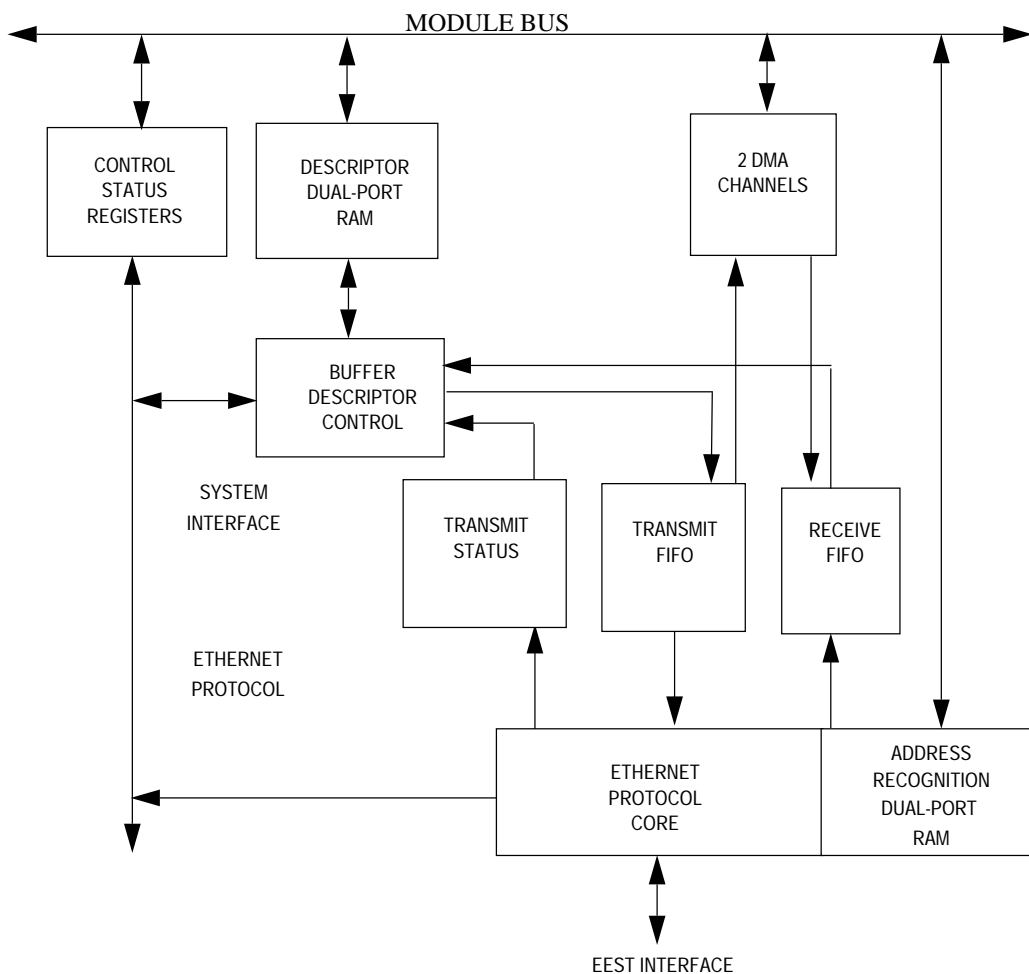 MODULE BUS
CONTROL
STATUS
REGISTERS
DESCRIPTOR
DUAL-PORT
RAM
2 DMA
CHANNELS
BUFFER
DESCRIPTOR
CONTROL
SYSTEM
INTERFACE
TRANSMIT
STATUS
TRANSMIT
FIFO
RECEIVE
FIFO
ETHERNET
PROTOCOL
ETHERNET
PROTOCOL
CORE
ADDRESS
RECOGNITION
DUAL-PORT
RAM
EEST INTERFACE